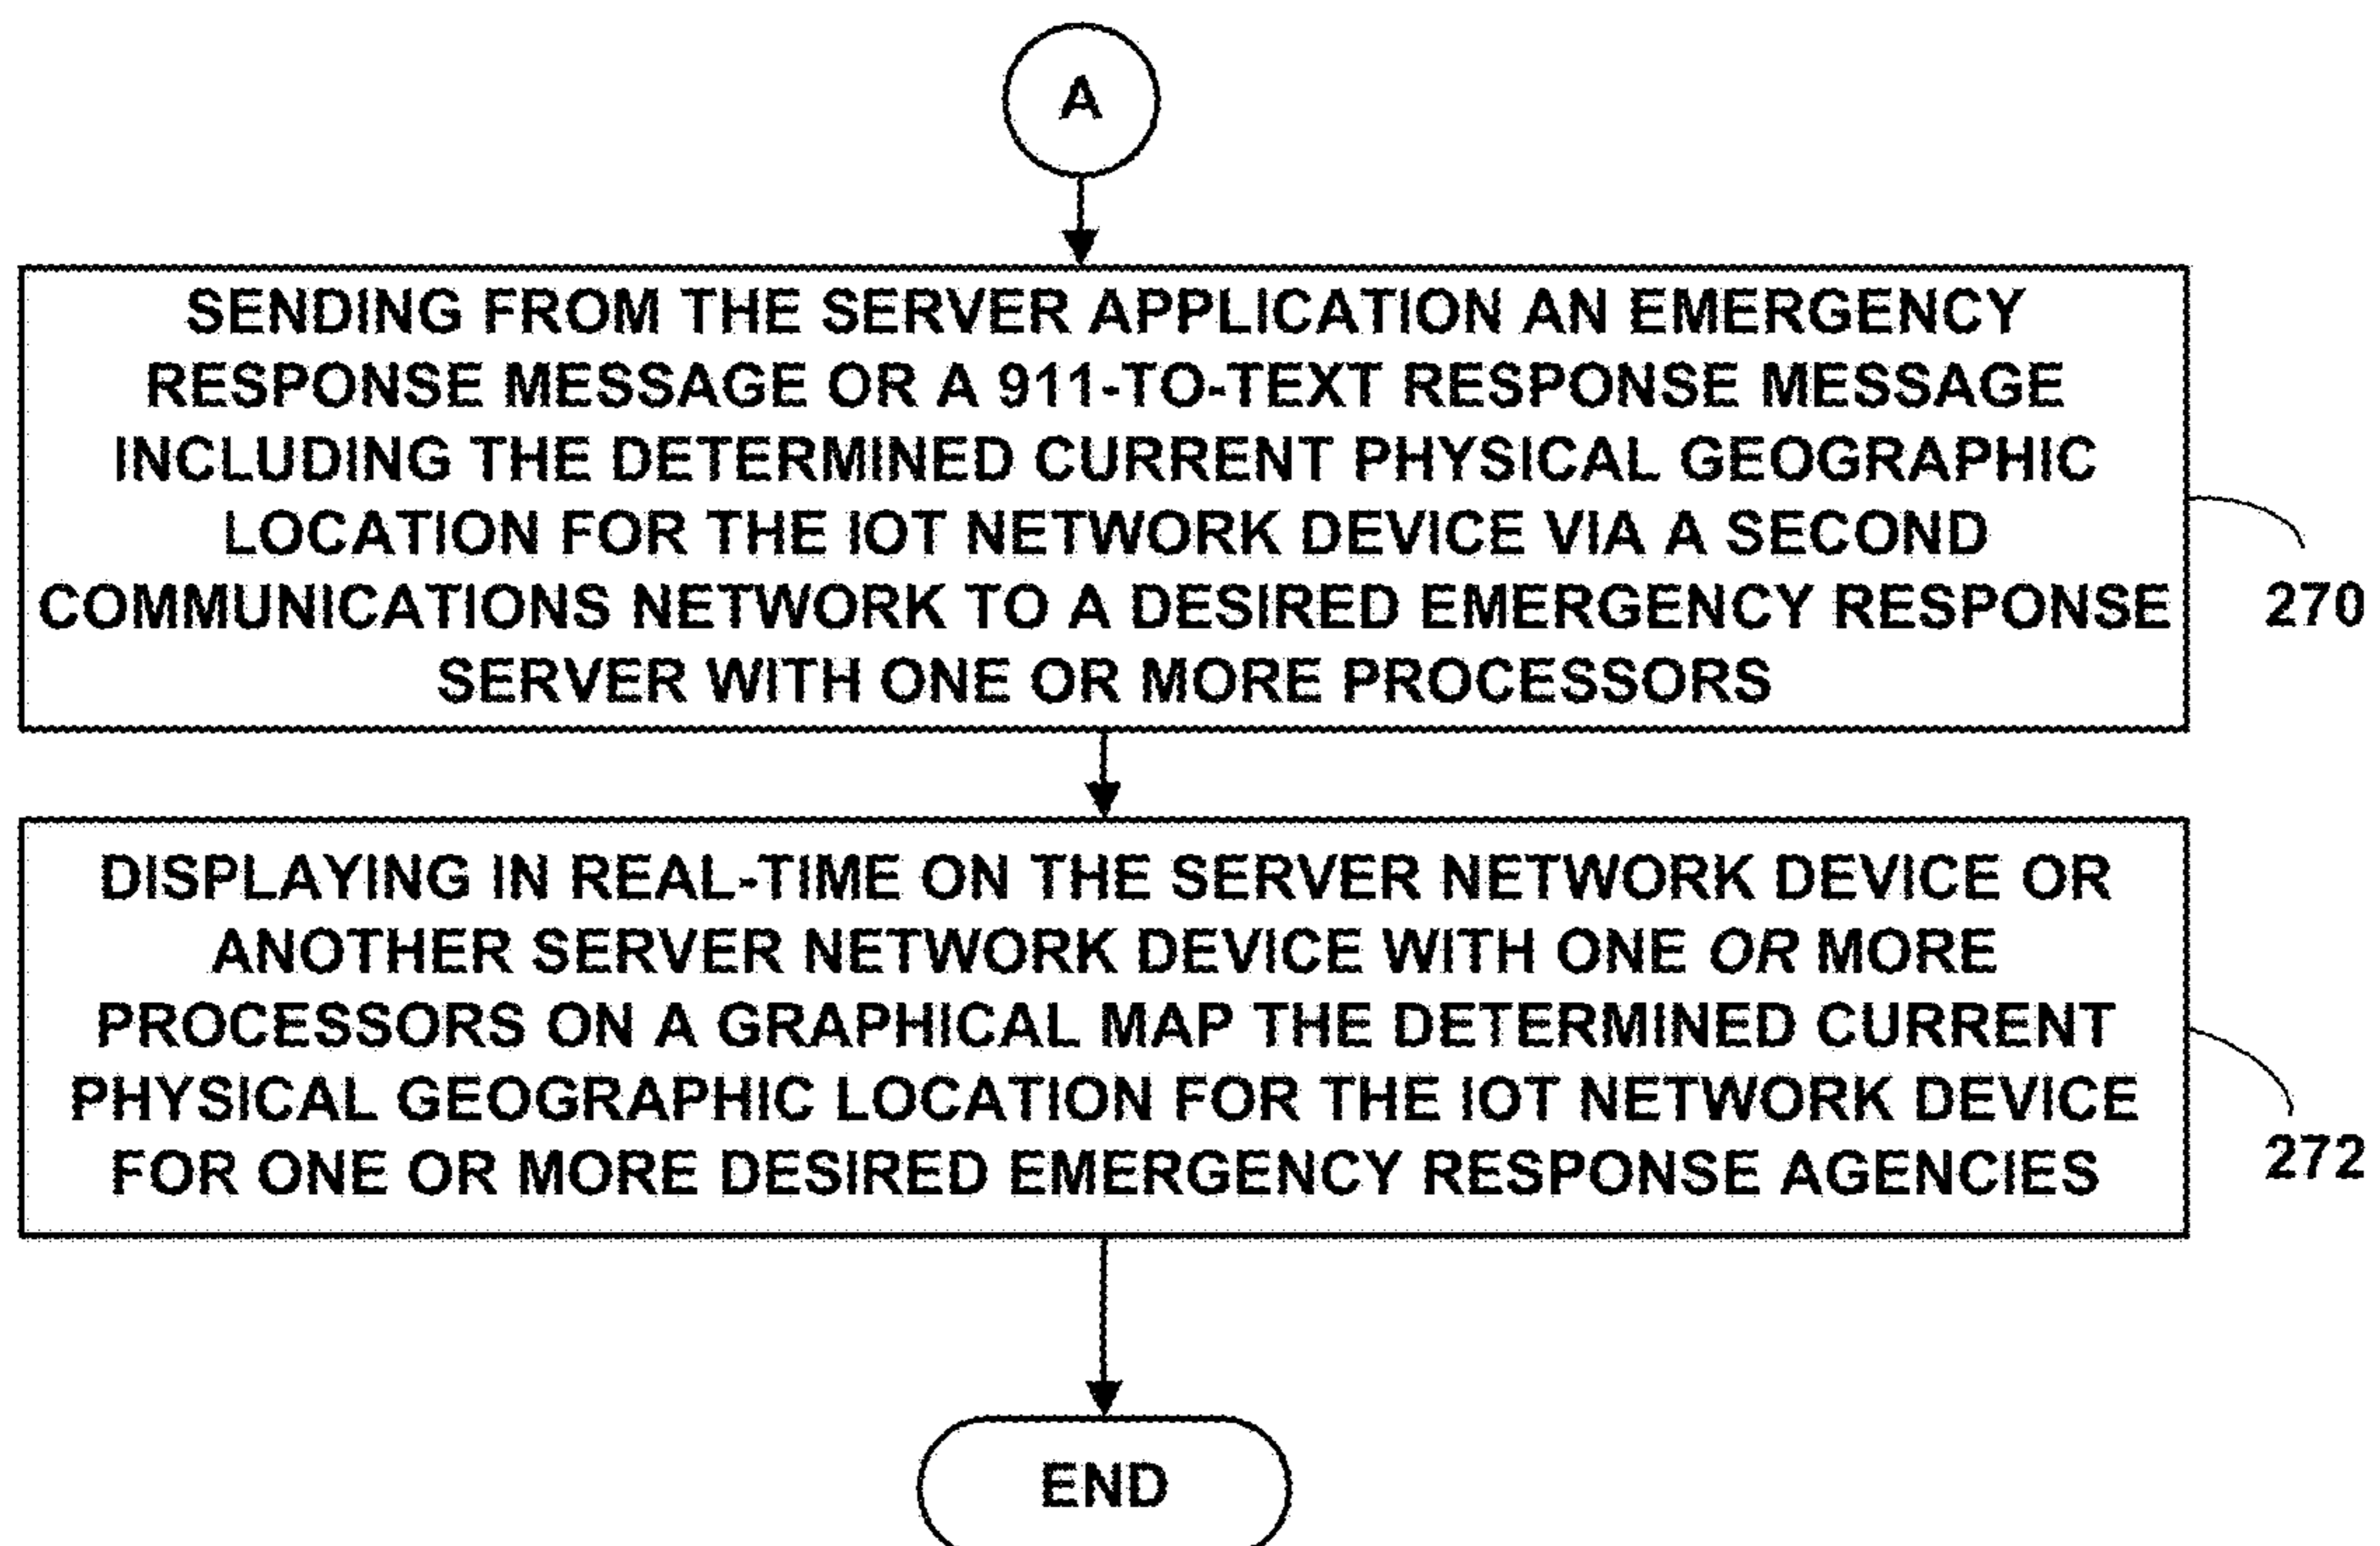 A
SENDING FROM THE SERVER APPLICATION AN EMERGENCY
RESPONSE MESSAGE OR A 911-TO-TEXT RESPONSE MESSAGE
INCLUDING THE DETERMINED CURRENT PHYSICAL GEOGRAPHIC
LOCATION FOR THE IOT NETWORK DEVICE VIA A SECOND
COMMUNICATIONS NETWORK TO A DESIRED EMERGENCY RESPONSE
SERVER WITH ONE OR MORE PROCESSORS
270
DISPLAYING IN REAL-TIME ON THE SERVER NETWORK DEVICE OR
ANOTHER SERVER NETWORK DEVICE WITH ONE OR MORE
PROCESSORS ON A GRAPHICAL MAP THE DETERMINED CURRENT
PHYSICAL GEOGRAPHIC LOCATION FOR THE IOT NETWORK DEVICE
FOR ONE OR MORE DESIRED EMERGENCY RESPONSE AGENCIES
272
END